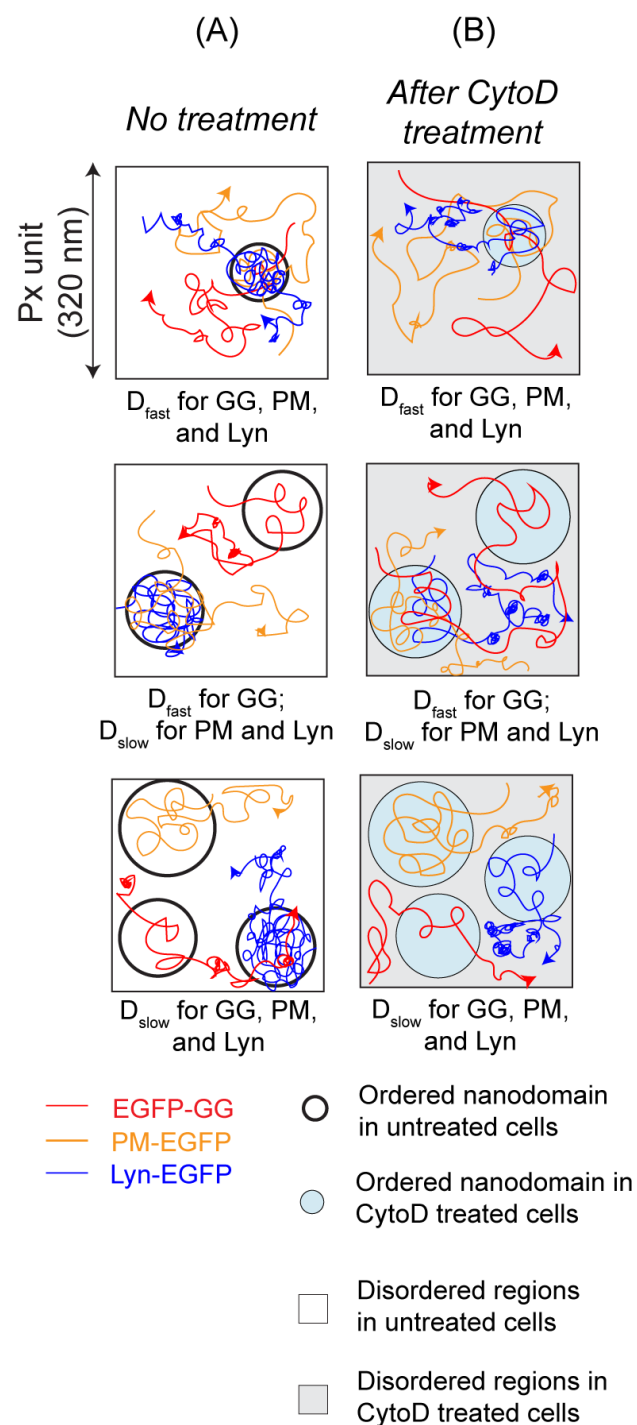 (A)
(B)
No treatment
After CytoD
treatment
Px unit
(320 nm)
D_fast for GG, PM,
and Lyn
D_fast for GG, PM,
and Lyn
D_fast for GG;
D_slow for PM and Lyn
D_fast for GG;
D_slow for PM and Lyn
D_slow for GG, PM,
and Lyn
D_slow for GG, PM,
and Lyn
EGFP-GG
PM-EGFP
Lyn-EGFP
Ordered nanodomain
in untreated cells
Ordered nanodomain in
CytoD treated cells
Disordered regions
in untreated cells
Disordered regions in
CytoD treated cells